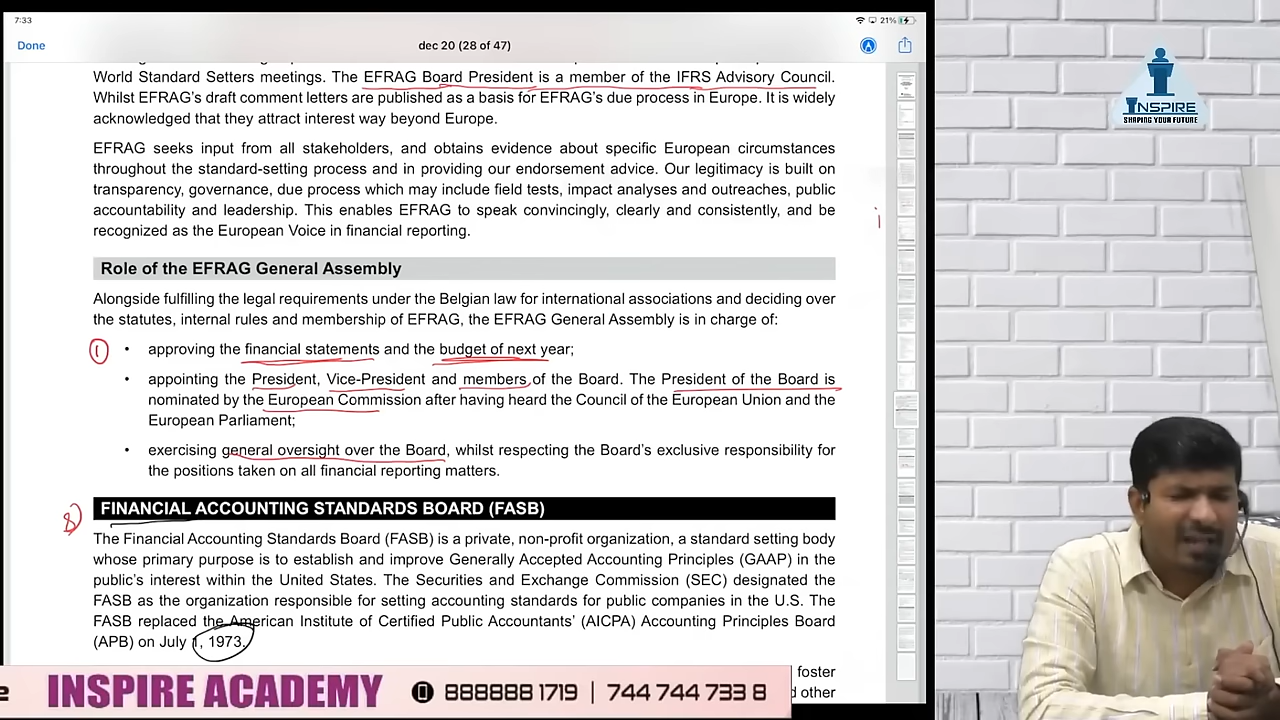 7:33
21%
Done
dec 20 (28 of 47)
World Standard Setters meetings. The EFRAG Board President is a member of the IFRS Advisory Council.
Whilst EFRAG's draft comment letters are published as a basis for EFRAG's due process in Europe. It is widely
acknowledged that they attract interest way beyond Europe.
EFRAG seeks input from all stakeholders, and obtains evidence about specific European circumstances
throughout the standard-setting process and in providing our endorsement advice. Our legitimacy is built on
transparency, governance, due process which may include field tests, impact analyses and outreaches, public
accountability and leadership. This enables EFRAG to speak convincingly, clearly and consistently, and be
recognized as the European Voice in financial reporting.
Role of the EFRAG General Assembly
Alongside fulfilling the legal requirements under the Belgian law for international associations and deciding over
the statutes, internal rules and membership of EFRAG, the EFRAG General Assembly is in charge of:
1 • approving the financial statements and the budget of next year;
• appointing the President, Vice-President and members of the Board. The President of the Board is
nominated by the European Commission after having heard the Council of the European Union and the
European Parliament;
• exercising general oversight over the Board, whilst respecting the Board's exclusive responsibility for
the positions taken on all financial reporting matters.
8) FINANCIAL ACCOUNTING STANDARDS BOARD (FASB)
The Financial Accounting Standards Board (FASB) is a private, non-profit organization, a standard setting body
whose primary purpose is to establish and improve Generally Accepted Accounting Principles (GAAP) in the
public's interest within the United States. The Securities and Exchange Commission (SEC) designated the
FASB as the organization responsible for setting accounting standards for public companies in the U.S. The
FASB replaced the American Institute of Certified Public Accountants' (AICPA) Accounting Principles Board
(APB) on July 1, 1973.
foster
other
INSPIRE ACADEMY 888888 1719 | 744 744 733 8
INSPIRE
SHAPING YOUR FUTURE